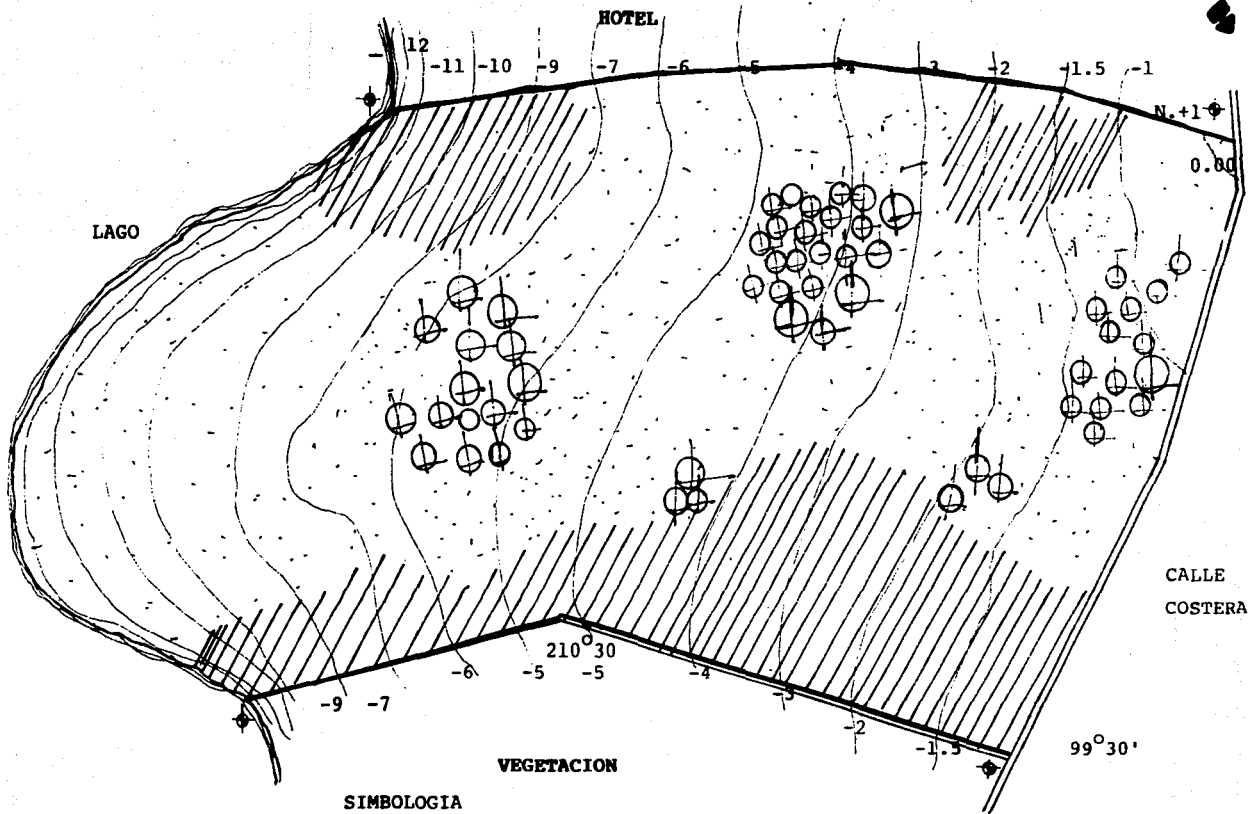 HOTEL
12
-11 -10 -9 -7 -6 -5 -4 -3 -2 -1.5 -1
N.+1
0.00
LAGO
CALLE
COSTERA
210°30
-6 -5 -5 -4
-9 -7 -3
-2
-1.5 99°30'
VEGETACION
SIMBOLOGIA